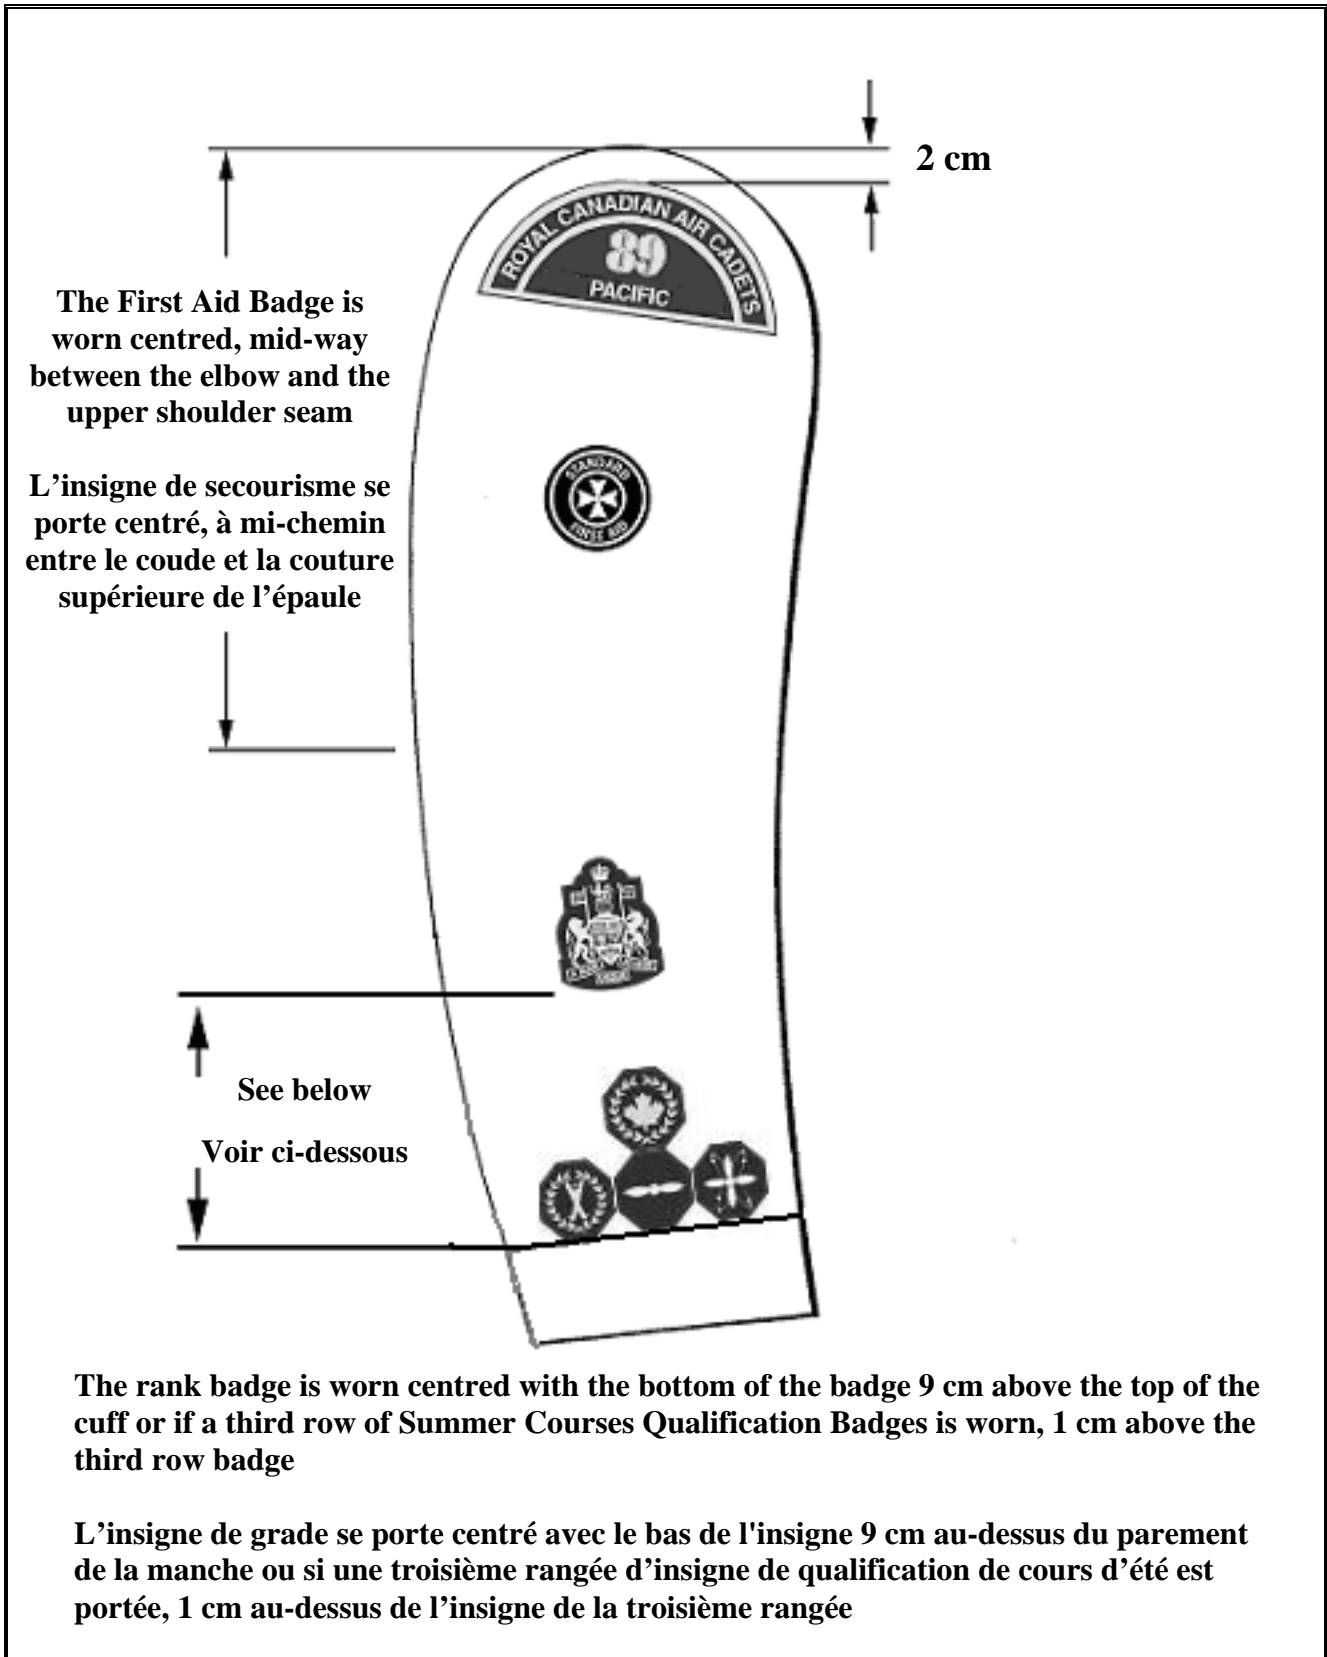 2 cm
ROYAL CANADIAN AIR CADETS
89
PACIFIC
The First Aid Badge is
worn centred, mid-way
between the elbow and the
upper shoulder seam
L’insigne de secourisme se
porte centré, à mi-chemin
entre le coude et la couture
supérieure de l’épaule
STANDARD
FIRST AID
See below
Voir ci-dessous
The rank badge is worn centred with the bottom of the badge 9 cm above the top of the
cuff or if a third row of Summer Courses Qualification Badges is worn, 1 cm above the
third row badge
L’insigne de grade se porte centré avec le bas de l'insigne 9 cm au-dessus du parement
de la manche ou si une troisième rangée d’insigne de qualification de cours d’été est
portée, 1 cm au-dessus de l’insigne de la troisième rangée